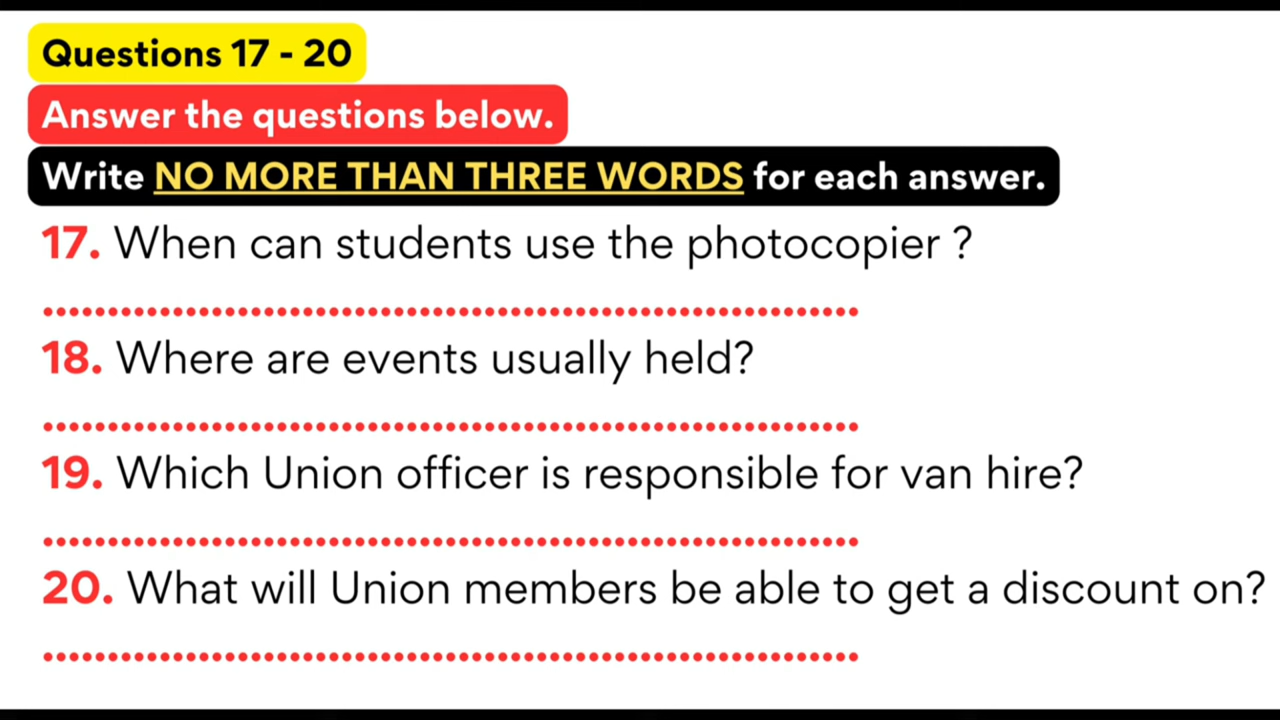 Questions 17 - 20
Answer the questions below.
Write NO MORE THAN THREE WORDS for each answer.
17. When can students use the photocopier ?
...............................................................
18. Where are events usually held?
...............................................................
19. Which Union officer is responsible for van hire?
...............................................................
20. What will Union members be able to get a discount on?
...............................................................